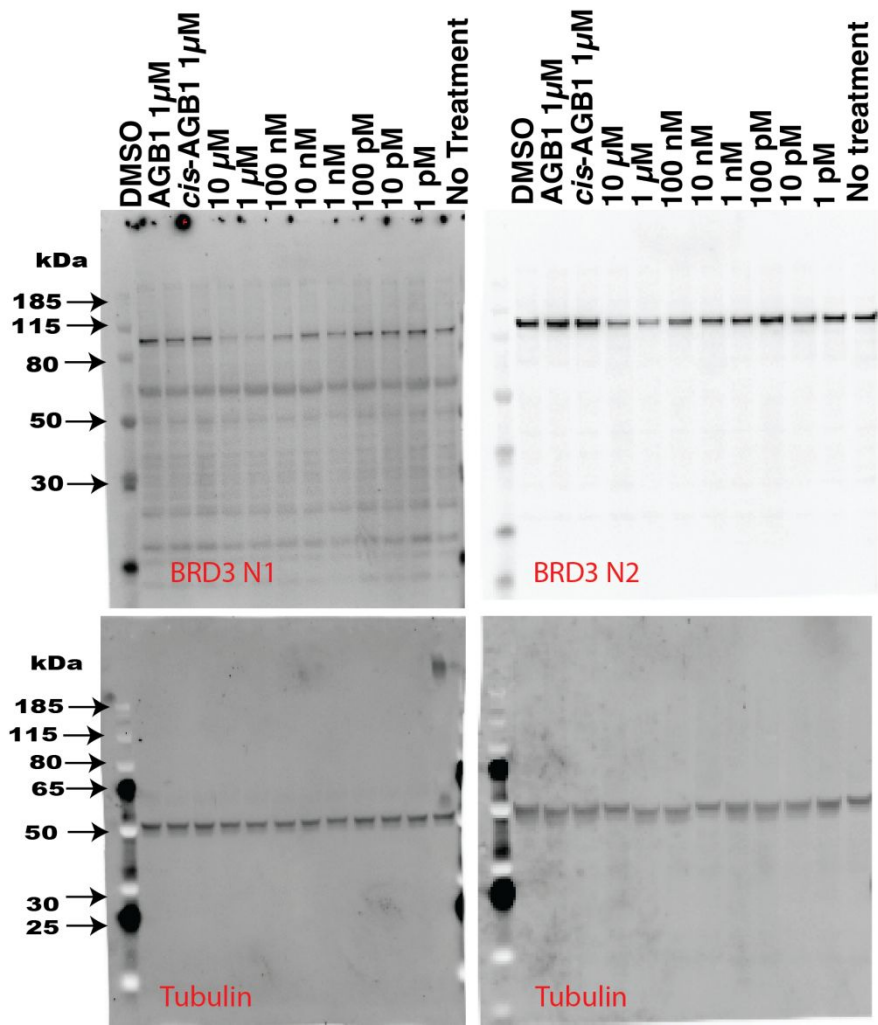 DMSO
AGB1 1µM
cis-AGB1 1µM
10 µM
1 µM
100 nM
10 nM
1 nM
100 pM
10 pM
1 pM
No Treatment
DMSO
AGB1 1µM
cis-AGB1 1µM
10 µM
1 µM
100 nM
10 nM
1 nM
100 pM
10 pM
1 pM
No treatment
kDa
185
115
80
50
30
BRD3 N1
BRD3 N2
kDa
185
115
80
65
50
30
25
Tubulin
Tubulin